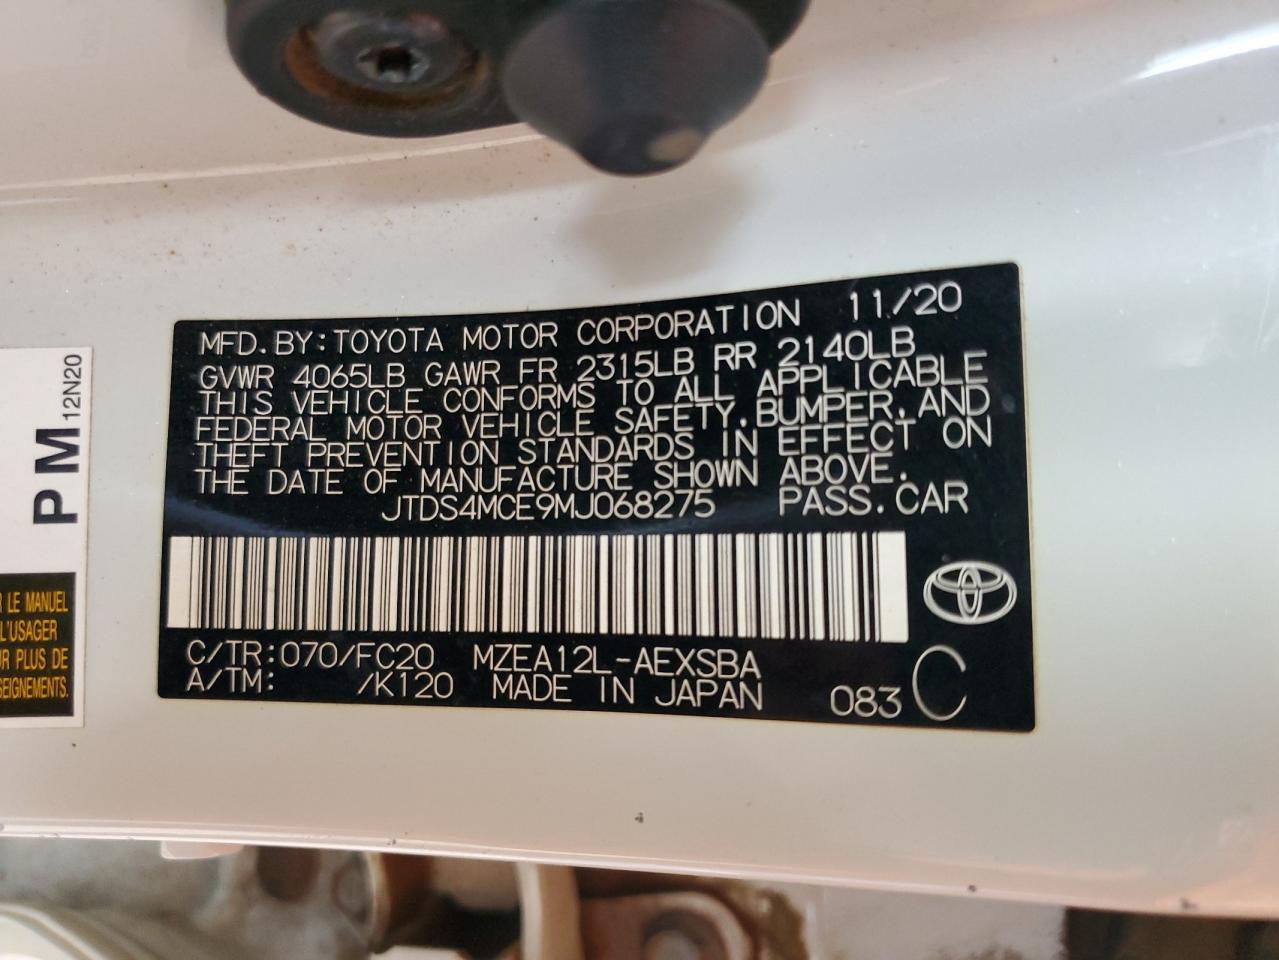 MFD.BY:TOYOTA MOTOR CORPORATION 11/20
GVWR 4065LB GAWR FR 2315LB RR 2140LB
THIS VEHICLE CONFORMS TO ALL APPLICABLE
FEDERAL MOTOR VEHICLE SAFETY,BUMPER,AND
THEFT PREVENTION STANDARDS IN EFFECT ON
THE DATE OF MANUFACTURE SHOWN ABOVE.
JTDS4MCE9MJ068275 PASS.CAR
C/TR:070/FC20 MZEA12L-AEXSBA
A/TM: /K120 MADE IN JAPAN 083 C
PM 12N20
R LE MANUEL
L'USAGER
UR PLUS DE
SEIGNEMENTS.